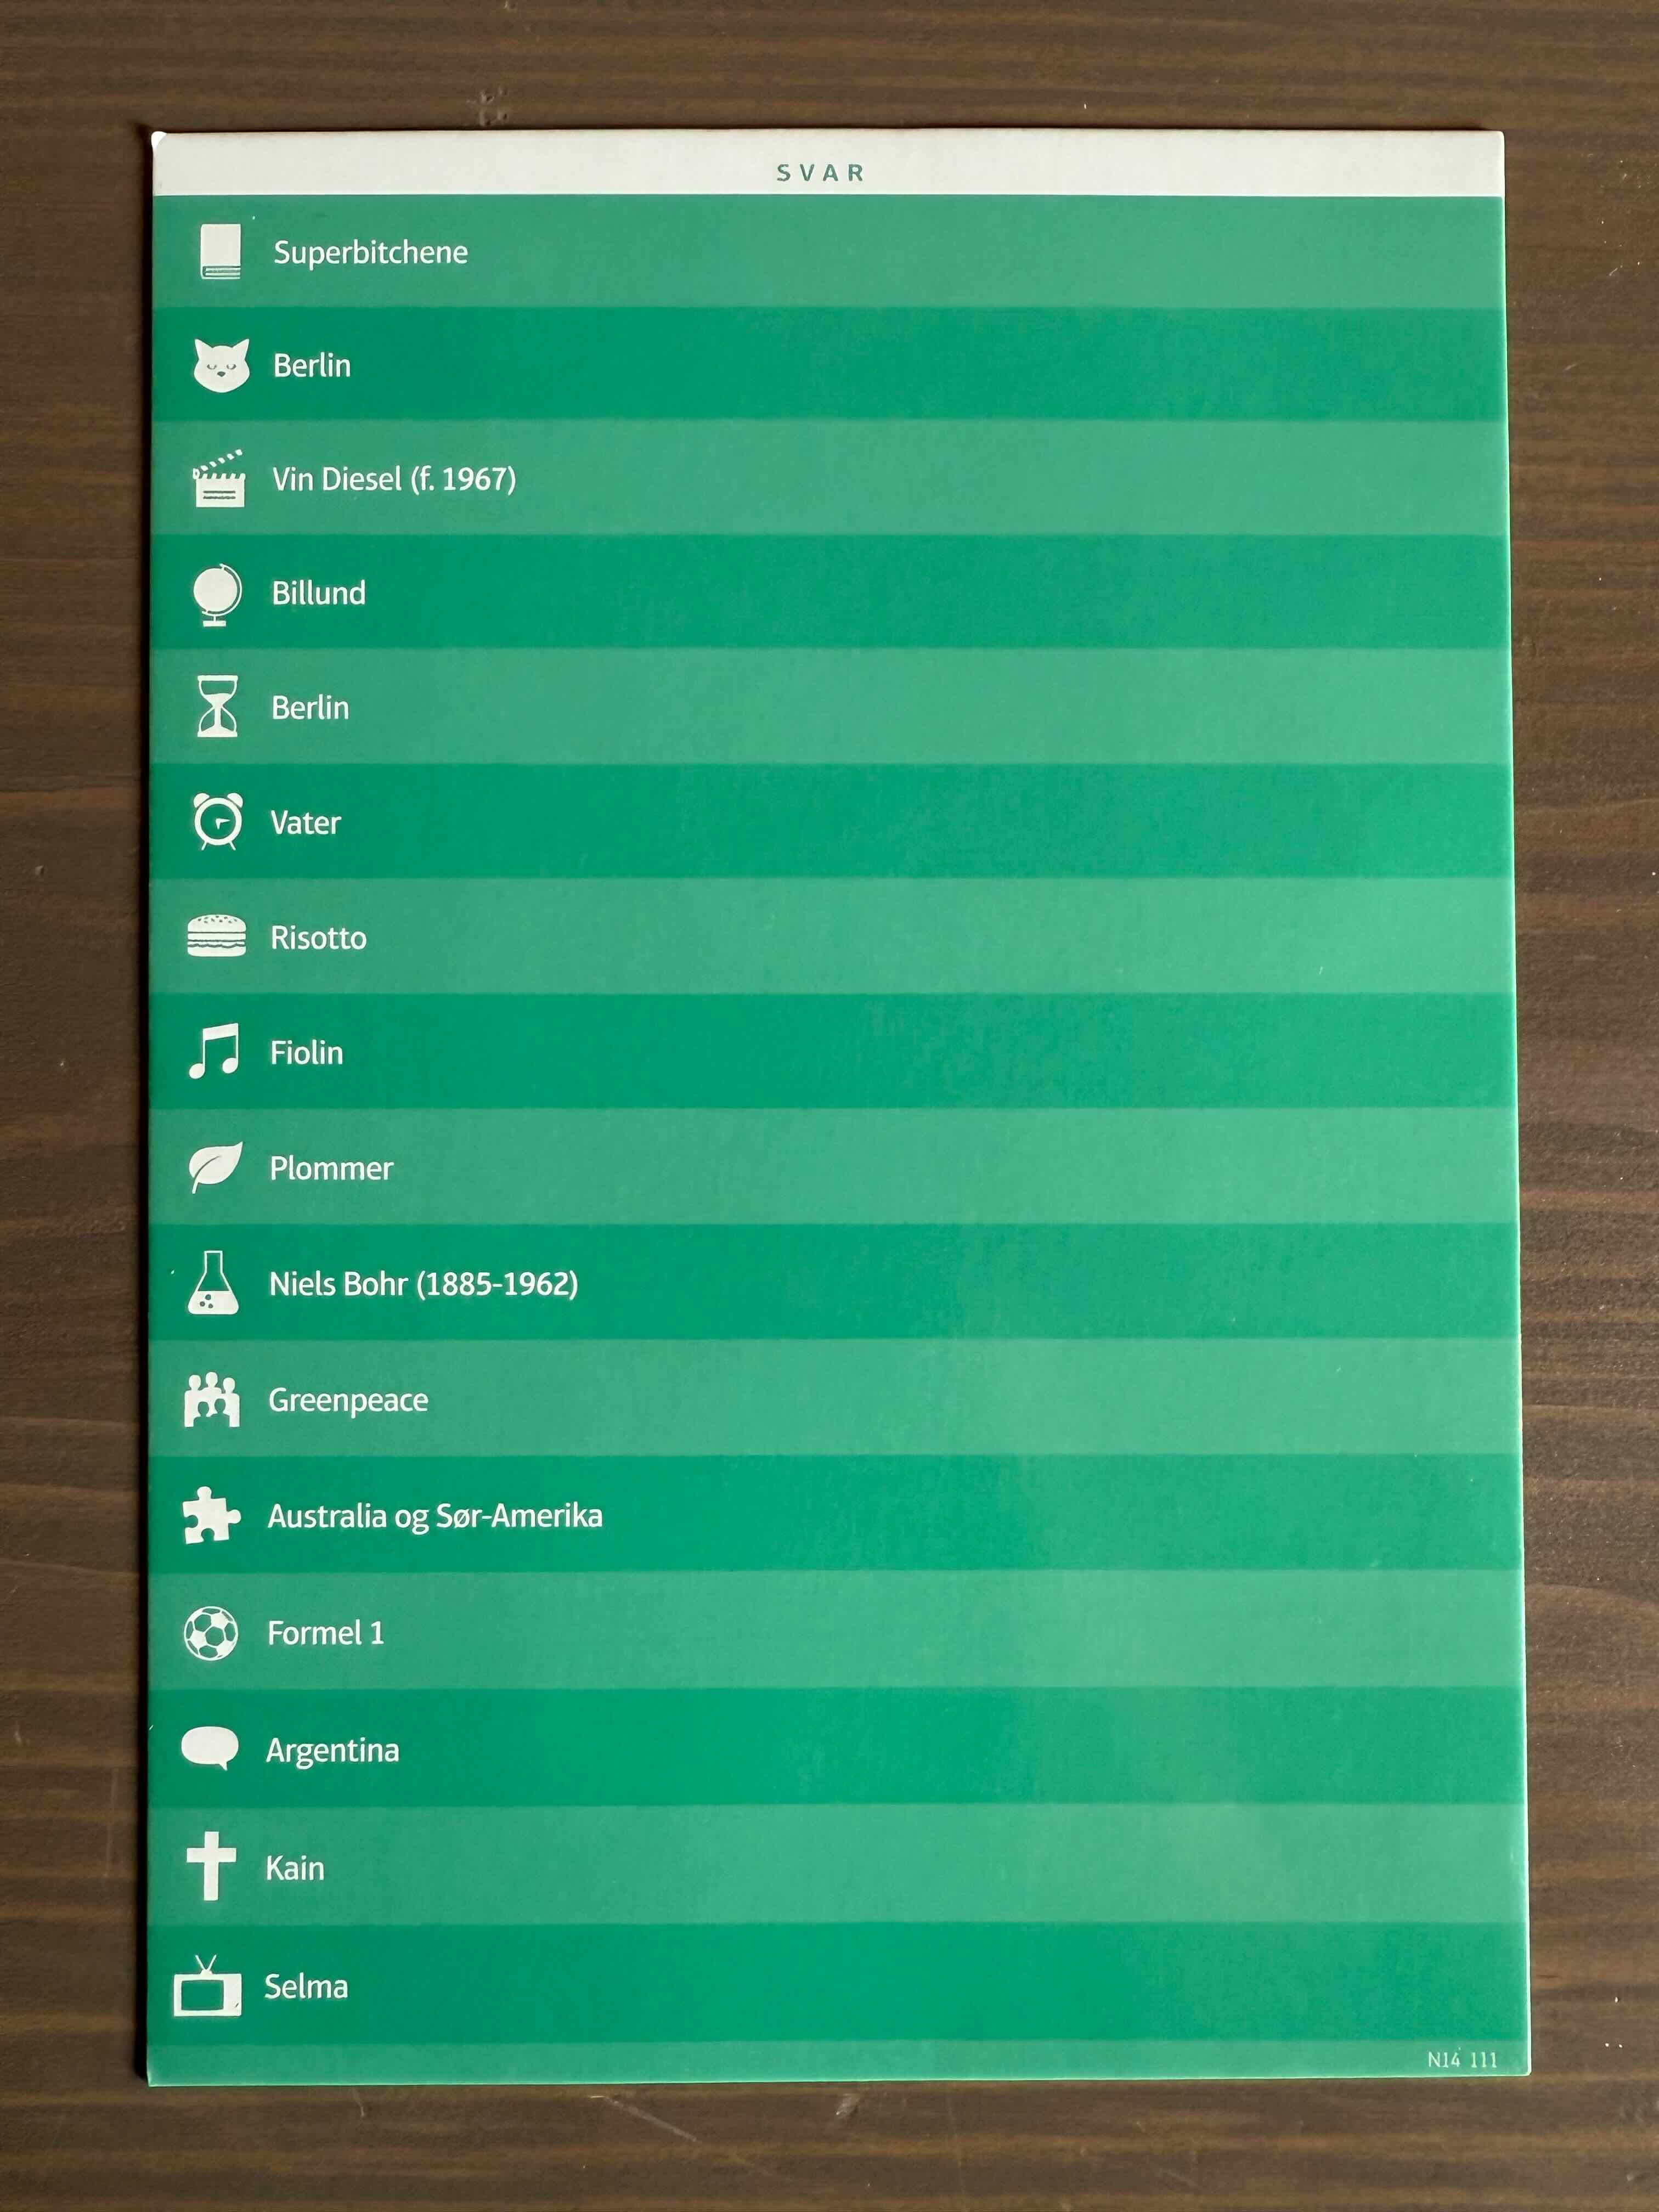 SVAR
Superbitchene
Berlin
Vin Diesel (f. 1967)
Billund
Berlin
Vater
Risotto
Fiolin
Plommer
Niels Bohr (1885-1962)
Greenpeace
Australia og Sør-Amerika
Formel 1
Argentina
Kain
Selma
N14 111